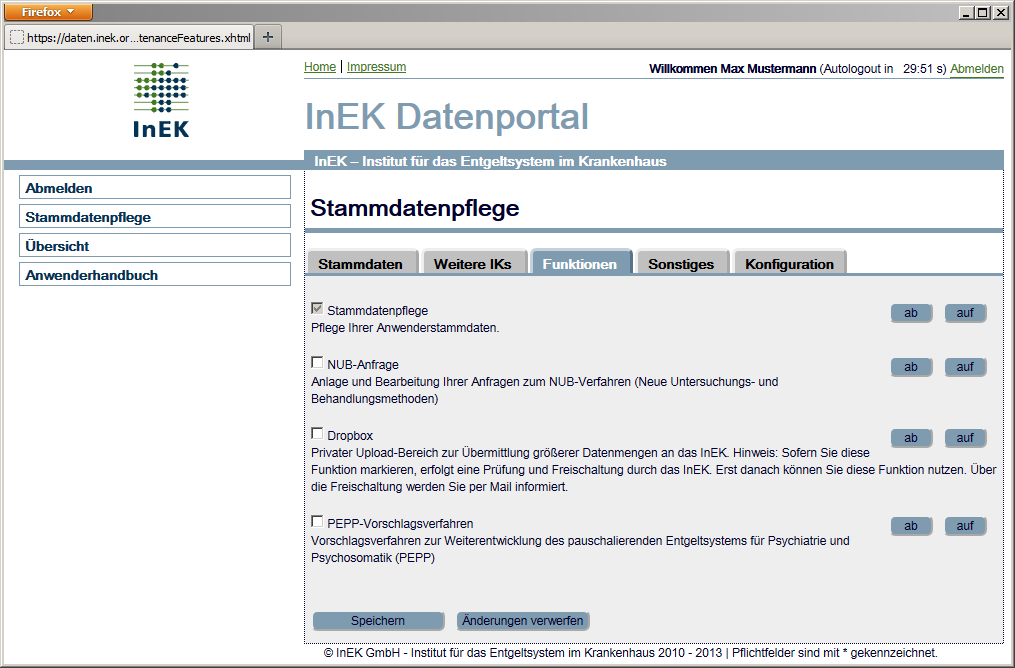 Firefox
https://daten.inek.or...tenanceFeatures.xhtml
InEK
Home | Impressum
Willkommen Max Mustermann (Autologout in 29:51 s) Abmelden
InEK Datenportal
InEK – Institut für das Entgeltsystem im Krankenhaus
Abmelden
Stammdatenpflege
Übersicht
Anwenderhandbuch
Stammdatenpflege
Stammdaten Weitere IKs Funktionen Sonstiges Konfiguration
Stammdatenpflege ab auf
Pflege Ihrer Anwenderstammdaten.
NUB-Anfrage ab auf
Anlage und Bearbeitung Ihrer Anfragen zum NUB-Verfahren (Neue Untersuchungs- und
Behandlungsmethoden)
Dropbox ab auf
Privater Upload-Bereich zur Übermittlung größerer Datenmengen an das InEK. Hinweis: Sofern Sie diese
Funktion markieren, erfolgt eine Prüfung und Freischaltung durch das InEK. Erst danach können Sie diese Funktion nutzen. Über
die Freischaltung werden Sie per Mail informiert.
PEPP-Vorschlagsverfahren ab auf
Vorschlagsverfahren zur Weiterentwicklung des pauschalierenden Entgeltsystems für Psychiatrie und
Psychosomatik (PEPP)
Speichern Änderungen verwerfen
© InEK GmbH - Institut für das Entgeltsystem im Krankenhaus 2010 - 2013 | Pflichtfelder sind mit * gekennzeichnet.